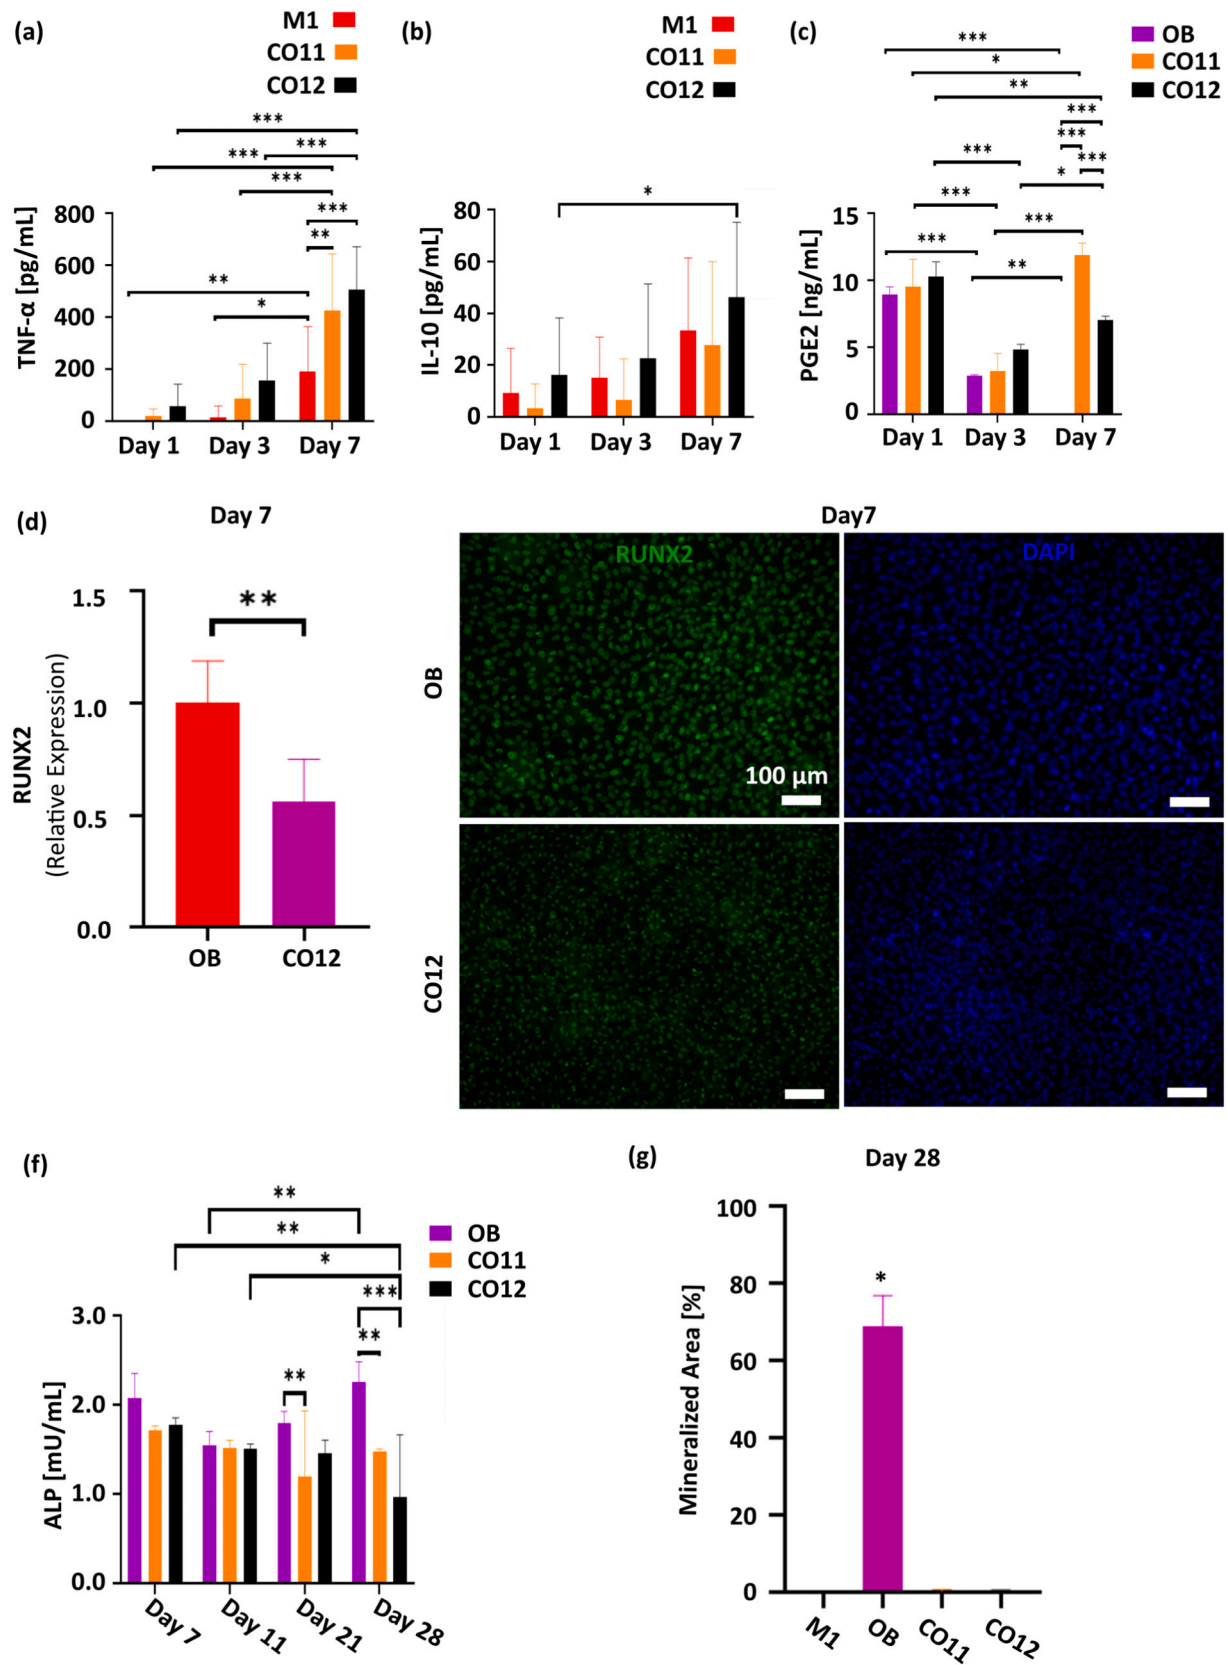 (a)
M1
CO11
CO12
***
***
***
***
***
**
**
*
TNF-α [pg/mL]
800
600
400
200
0
Day 1
Day 3
Day 7
(b)
M1
CO11
CO12
*
IL-10 [pg/mL]
80
60
40
20
0
Day 1
Day 3
Day 7
(c)
OB
CO11
CO12
***
*
**
***
***
***
***
*
***
***
***
**
PGE2 [ng/mL]
15
10
5
0
Day 1
Day 3
Day 7
(d)
Day 7
**
RUNX2
(Relative Expression)
1.5
1.0
0.5
0.0
OB
CO12
Day7
RUNX2
DAPI
OB
100 μm
CO12
(f)
**
**
*
***
**
**
OB
CO11
CO12
ALP [mU/mL]
3.0
2.0
1.0
0.0
Day 7
Day 11
Day 21
Day 28
(g)
Day 28
*
Mineralized Area [%]
100
80
60
40
20
0
M1
OB
CO11
CO12